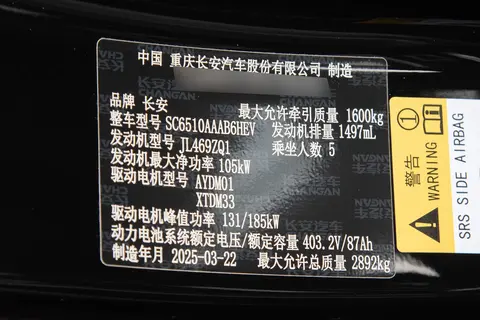 中国 重庆长安汽车股份有限公司 制造
品牌 长安 最大允许牵引质量 1600kg
整车型号 SC6510AAAB6HEV 发动机排量 1497mL
发动机型号 JL469ZQ1 乘坐人数 5
发动机最大净功率 105kW
驱动电机型号 AYDM01
XTDM33
驱动电机峰值功率 131/185kW
动力电池系统额定电压/额定容量 403.2V/87Ah
制造年月 2025-03-22 最大允许总质量 2892kg
警告
WARNING
SRS SIDE AIRBAG
长安汽车
CHANGAN